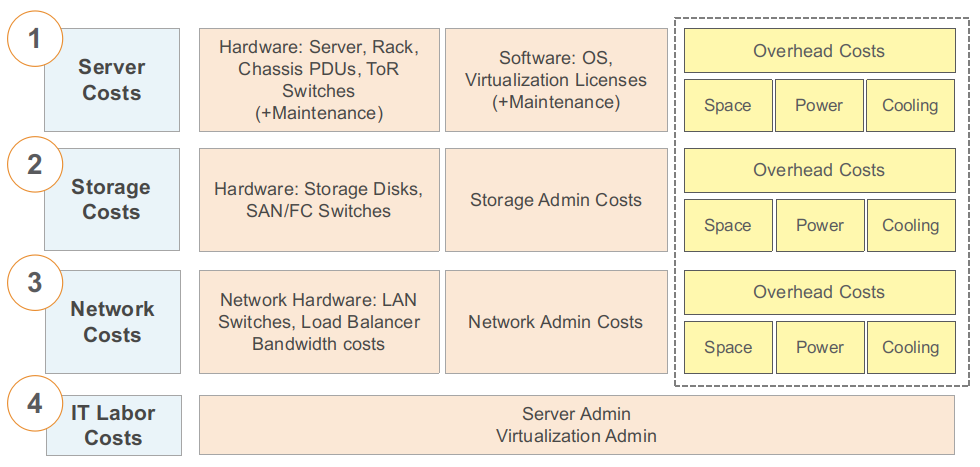 1
Server
Costs
Hardware: Server, Rack,
Chassis PDUs, ToR
Switches
(+Maintenance)
Software: OS,
Virtualization Licenses
(+Maintenance)
Overhead Costs
Space
Power
Cooling
2
Storage
Costs
Hardware: Storage Disks,
SAN/FC Switches
Storage Admin Costs
Overhead Costs
Space
Power
Cooling
3
Network
Costs
Network Hardware: LAN
Switches, Load Balancer
Bandwidth costs
Network Admin Costs
Overhead Costs
Space
Power
Cooling
4
IT Labor
Costs
Server Admin
Virtualization Admin